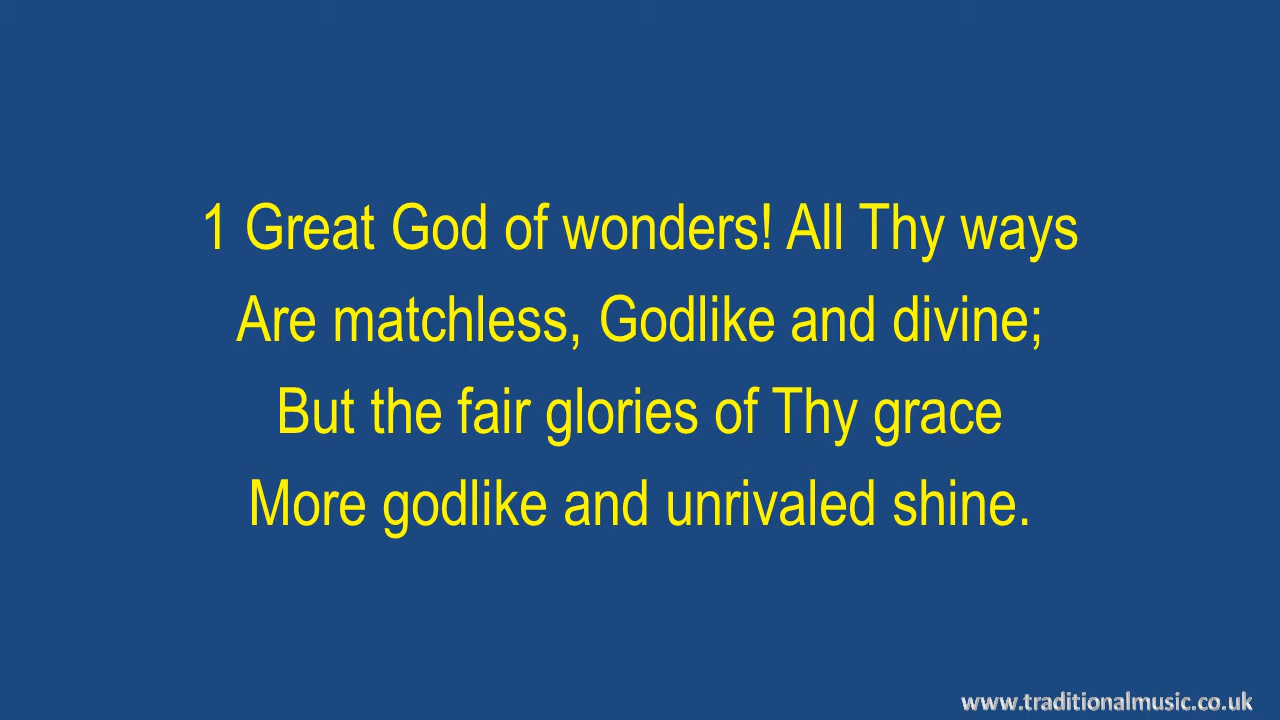 1 Great God of wonders! All Thy ways
Are matchless, Godlike and divine;
But the fair glories of Thy grace
More godlike and unrivaled shine.
www.traditionalmusic.co.uk